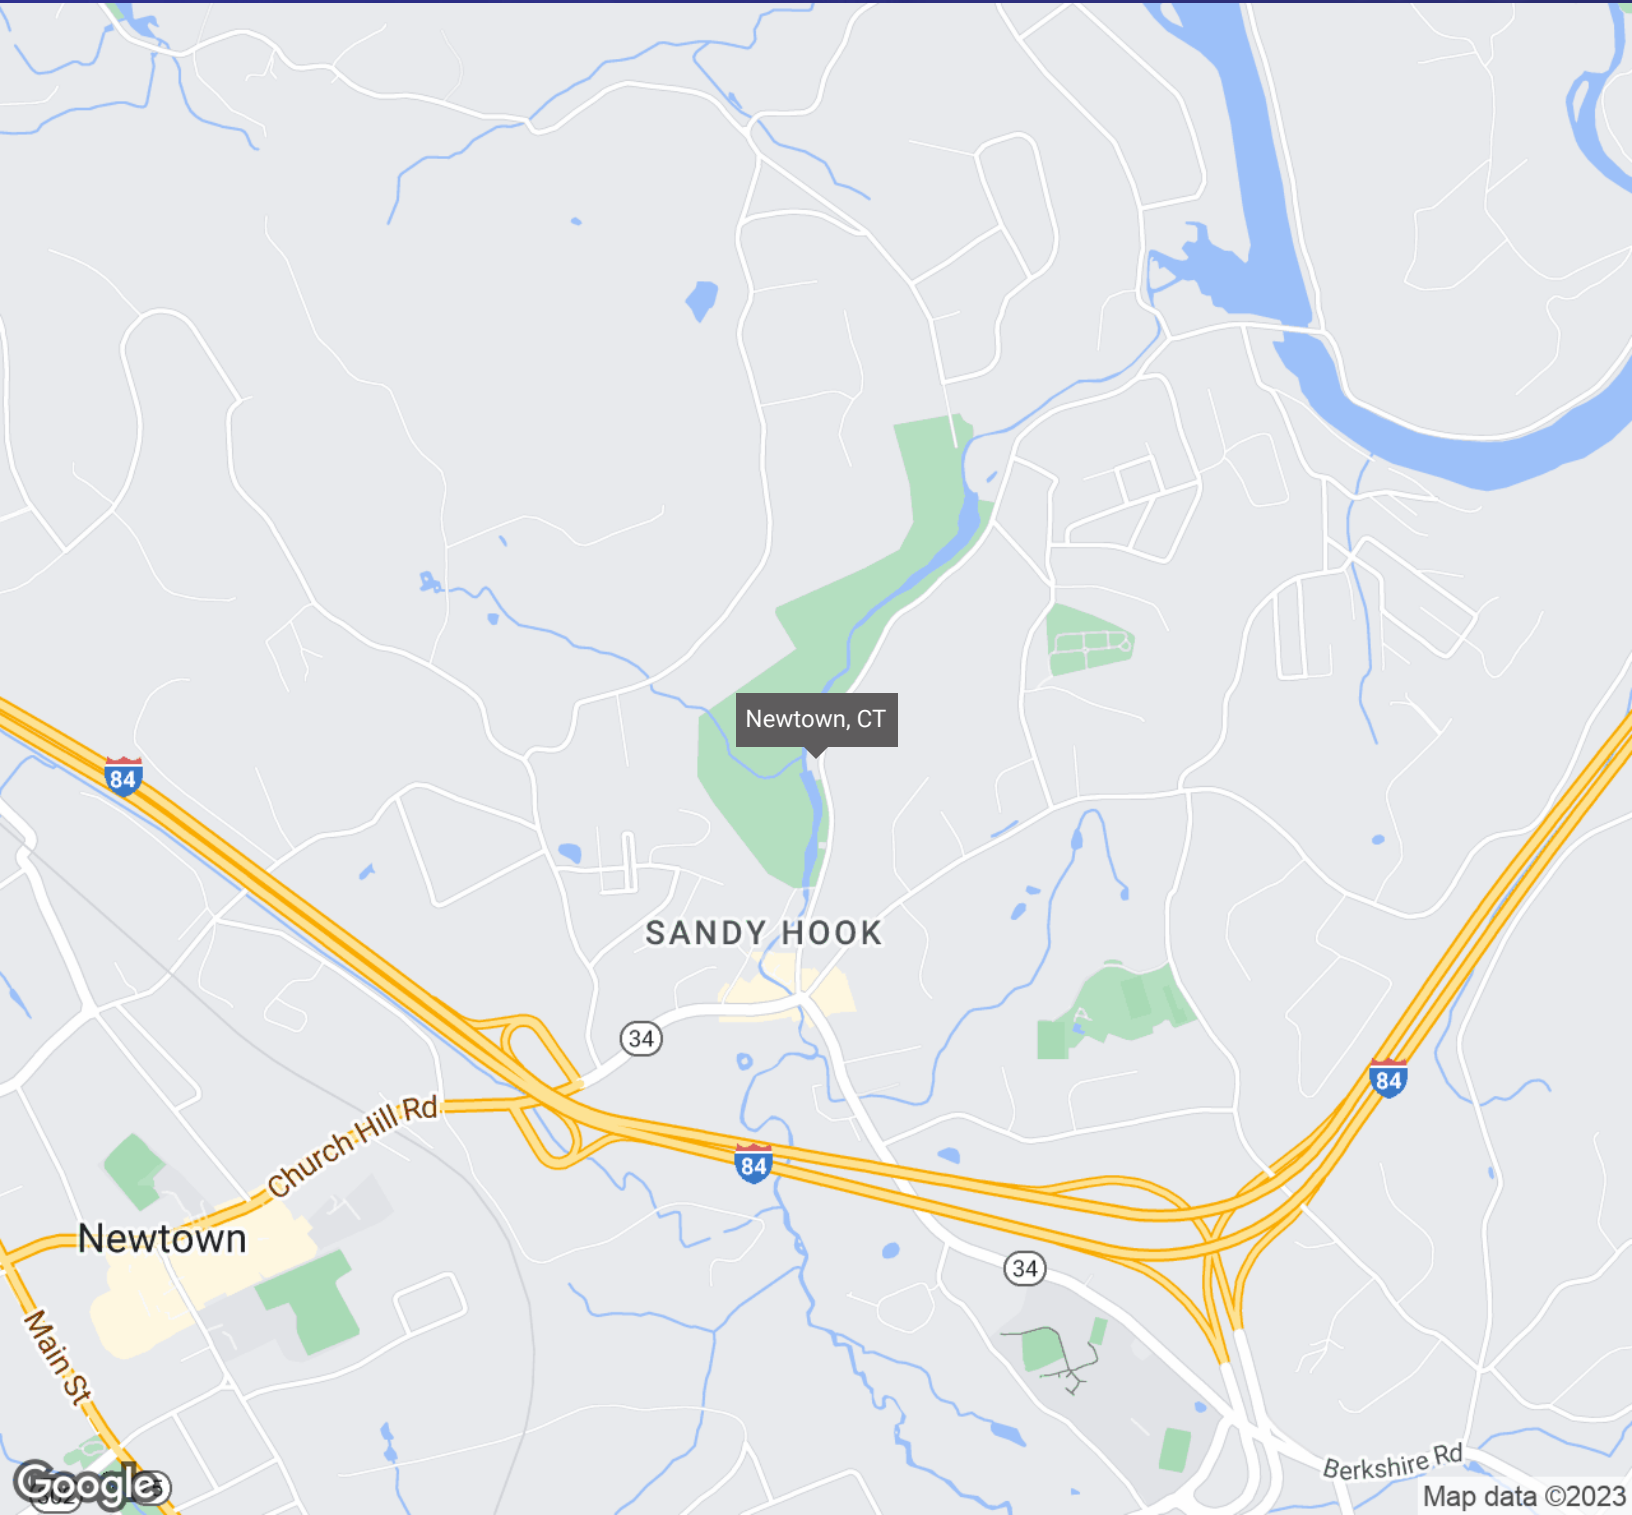 Newtown, CT
84
SANDY HOOK
34
84
Church Hill Rd
84
Newtown
34
Main St
Berkshire Rd
Google
Map data ©2023